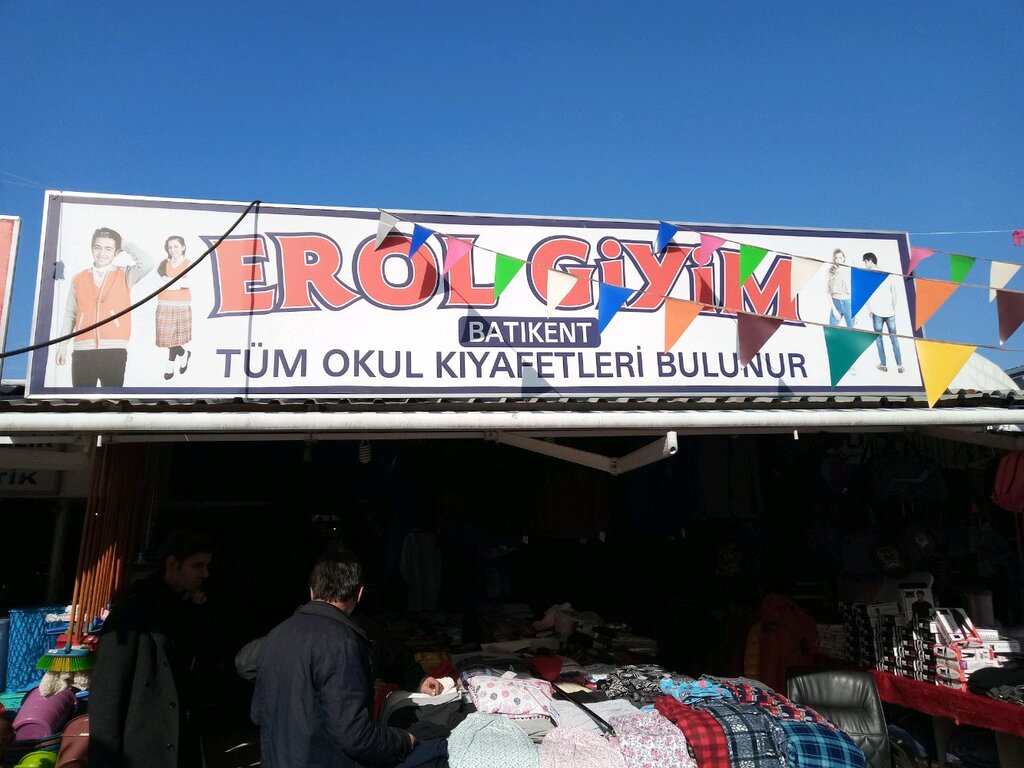 EROL GİYİM
BATIKENT
TÜM OKUL KIYAFETLERİ BULUNUR